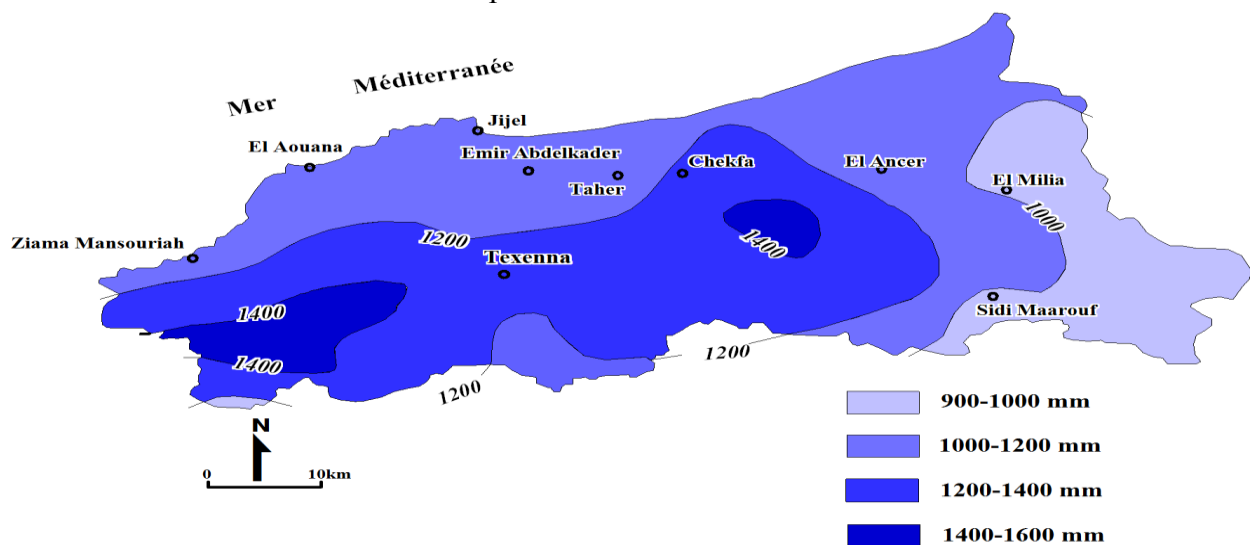 Mer Méditerranée
Jijel
El Aouana
Emir Abdelkader
Chekfa
El Ancer
Taher
El Milia
Ziama Mansouriah
1200
1000
1400
Texenna
Sidi Maarouf
1400
1400
1200
1200
N
0 10km
900-1000 mm
1000-1200 mm
1200-1400 mm
1400-1600 mm